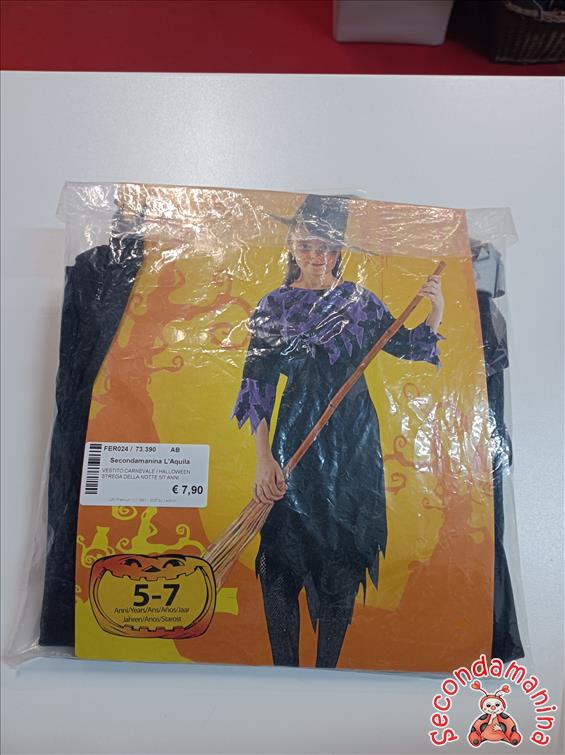 FER024 / 73.390 AB
Secondamanina L'Aquila
VESTITO CARNEVALE / HALLOWEEN
STREGA DELLA NOTTE 5/7 ANNI
€ 7,90
5-7
Anni/Years/Ans/Años/Jaar
Jahren/Anos/Starost
Secondamanina